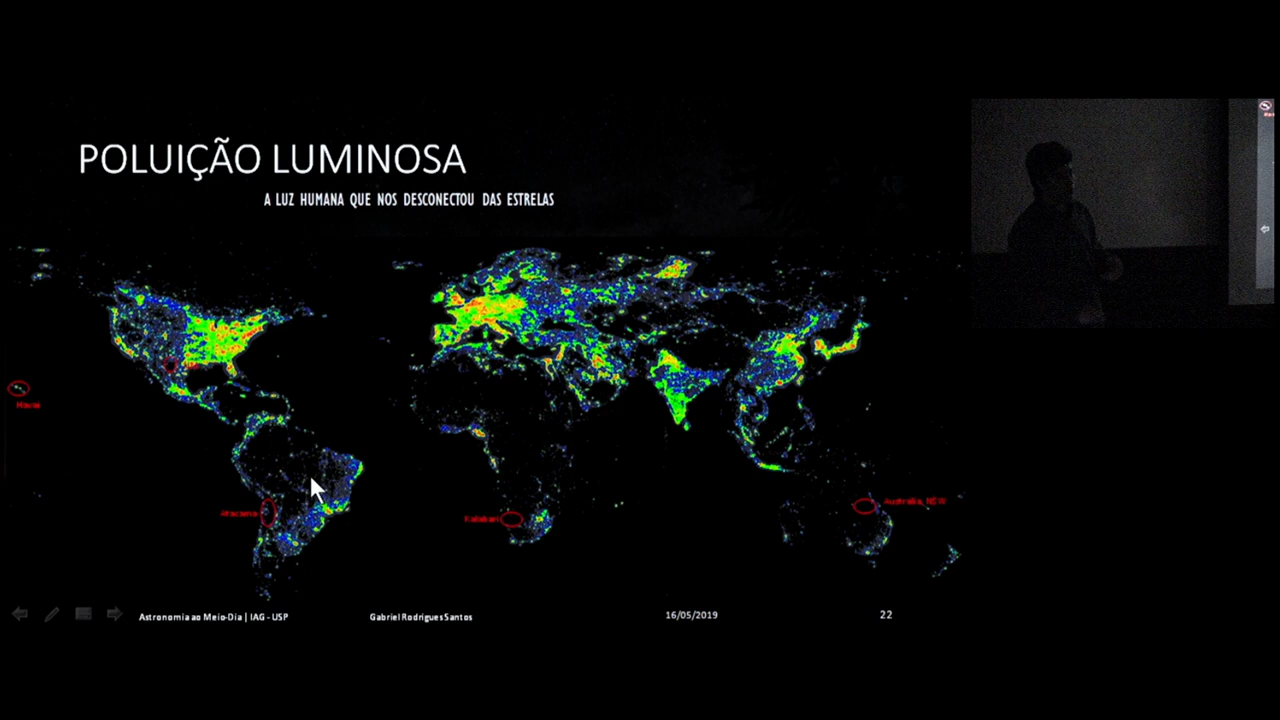 POLUIÇÃO LUMINOSA
A LUZ HUMANA QUE NOS DESCONECTOU DAS ESTRELAS
Havaí
Atacama
Kalahari
Australia, NSW
Astronomia ao Meio-Dia | IAG - USP
Gabriel Rodrigues Santos
16/05/2019
22